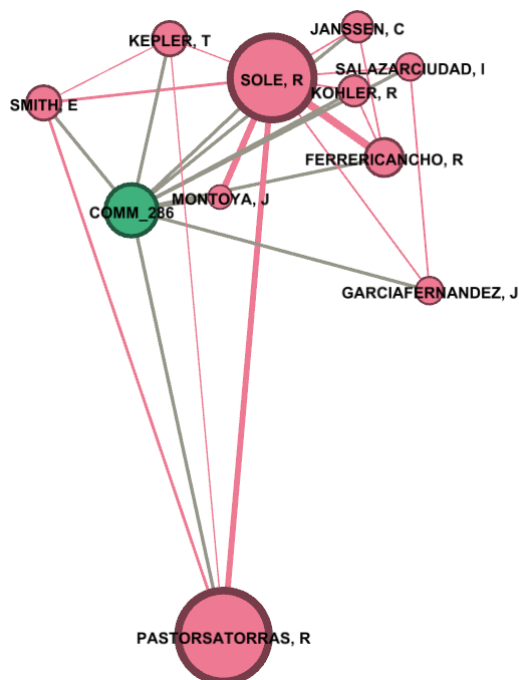 JANSSEN, C
KEPLER, T
SOLE, R
SALAZARCIUDAD, I
KOHLER, R
SMITH, E
FERRERICANCHO, R
MONTOYA, J
COMM_286
GARCIAFERNANDEZ, J
PASTORSATORRAS, R